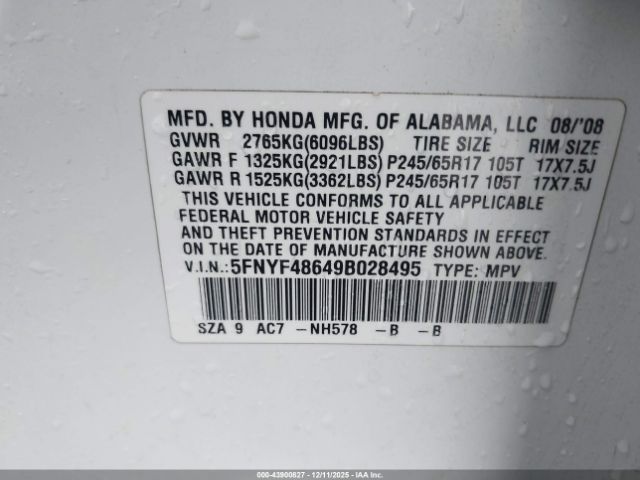 MFD. BY HONDA MFG. OF ALABAMA, LLC 08/'08
GVWR 2765KG(6096LBS) TIRE SIZE RIM SIZE
GAWR F 1325KG(2921LBS) P245/65R17 105T 17X7.5J
GAWR R 1525KG(3362LBS) P245/65R17 105T 17X7.5J
THIS VEHICLE CONFORMS TO ALL APPLICABLE
FEDERAL MOTOR VEHICLE SAFETY
AND THEFT PREVENTION STANDARDS IN EFFECT
ON THE DATE OF MANUFACTURE SHOWN ABOVE.
V.I.N.:5FNYF48649B028495 TYPE: MPV
SZA 9 AC7 -NH578 -B -B
000-43900827 - 12/11/2025 - IAA Inc.